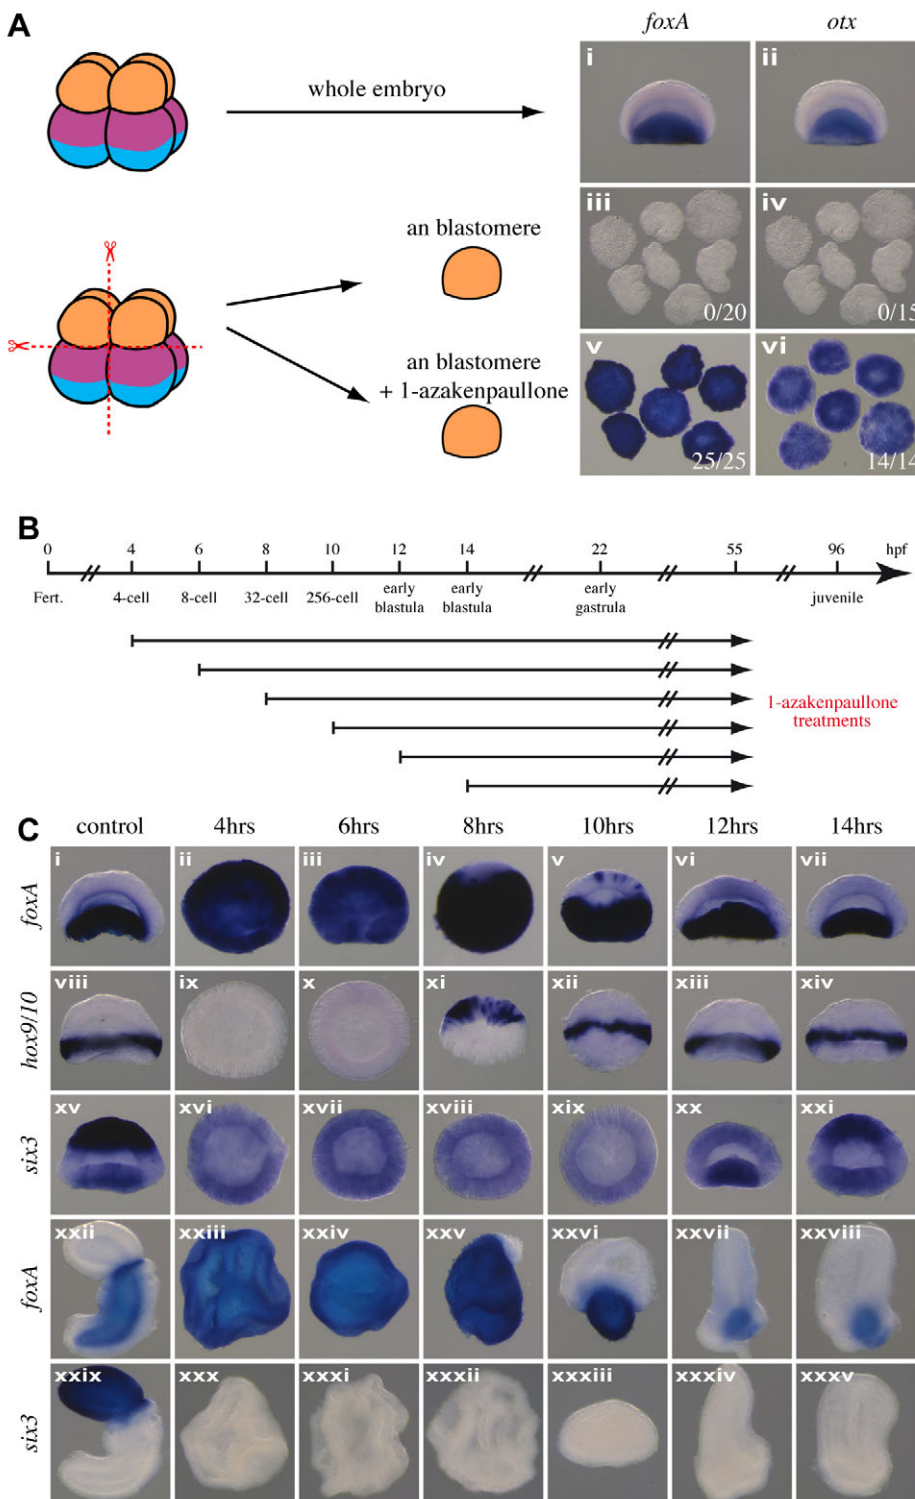 A
foxA
otx
whole embryo
i
ii
an blastomere
iii
0/20
iv
0/15
an blastomere
+ 1-azakenpaullone
v
25/25
vi
14/14
B
0 4 6 8 10 12 14 22 55 96 hpf
Fert. 4-cell 8-cell 32-cell 256-cell early blastula early blastula early gastrula juvenile
1-azakenpaullone
treatments
C
control 4hrs 6hrs 8hrs 10hrs 12hrs 14hrs
foxA
i ii iii iv v vi vii
hox9/10
viii ix x xi xii xiii xiv
six3
xv xvi xvii xviii xix xx xxi
foxA
xxii xxiii xxiv xxv xxvi xxvii xxviii
six3
xxix xxx xxxi xxxii xxxiii xxxiv xxxv